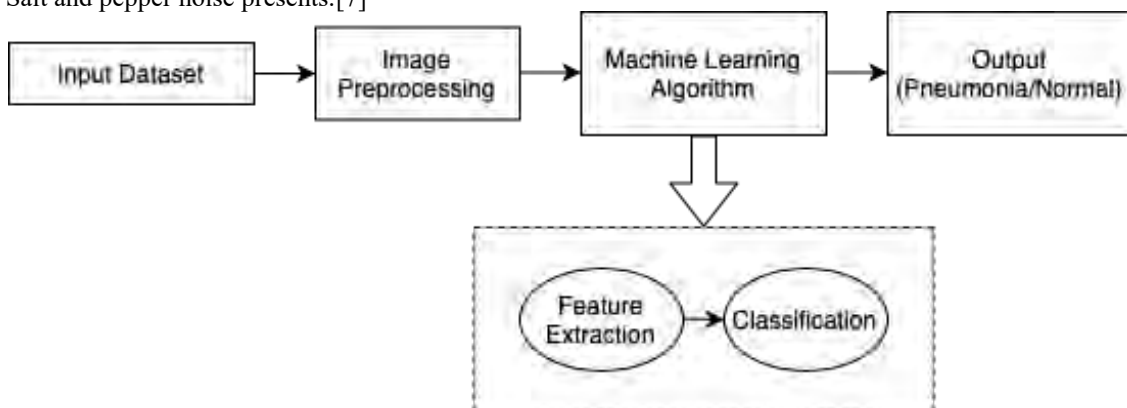 Salt and pepper noise presents.[7]
Input Dataset
Image
Preprocessing
Machine Learning
Algorithm
Output
(Pneumonia/Normal)
Feature
Extraction
Classification